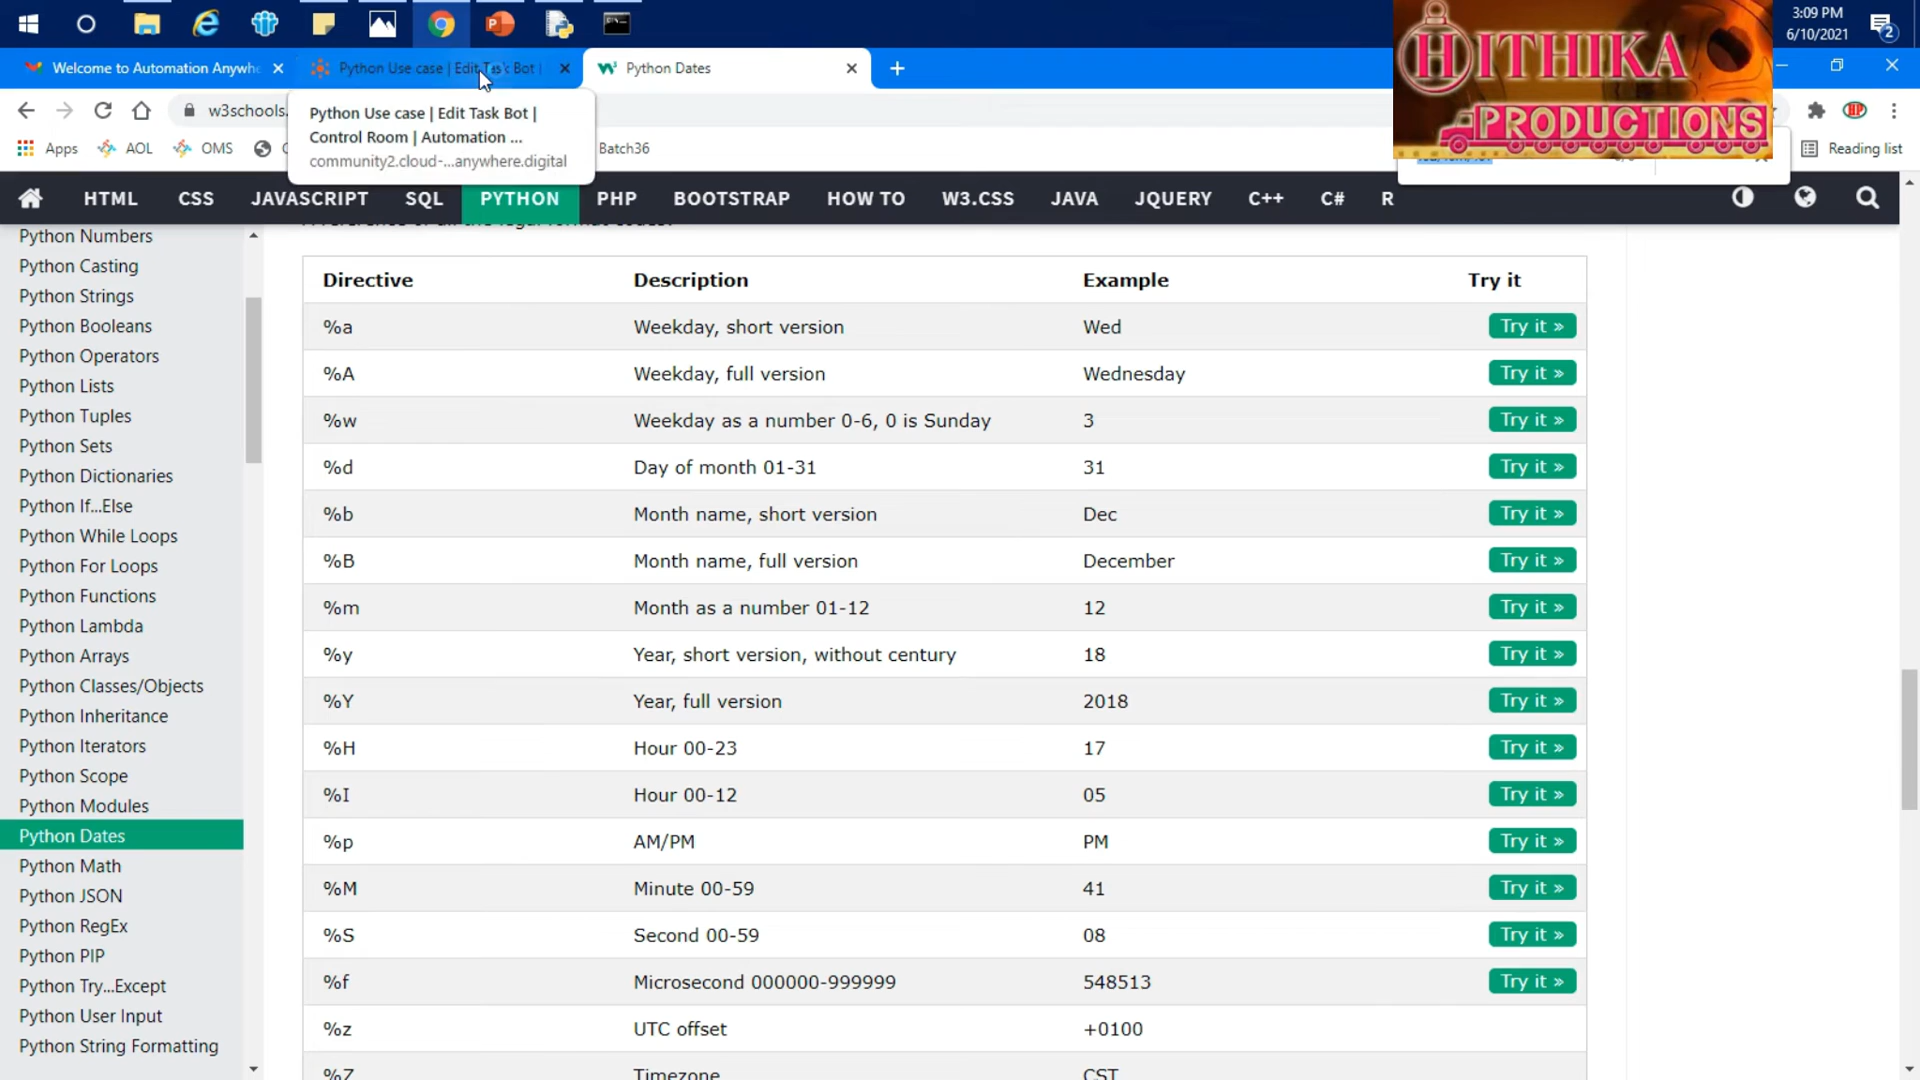 3:09 PM
6/10/2021
2
HITHIKA
PRODUCTIONS
Welcome to Automation Anywhe
Python Use case | Edit Task Bot |
Python Dates
w3schools.
Python Use case | Edit Task Bot |
Control Room | Automation ...
community2.cloud-...anywhere.digital
Apps
AOL
OMS
Batch36
Reading list
HTML
CSS
JAVASCRIPT
SQL
PYTHON
PHP
BOOTSTRAP
HOW TO
W3.CSS
JAVA
JQUERY
C++
C#
R
Python Numbers
Python Casting
Python Strings
Python Booleans
Python Operators
Python Lists
Python Tuples
Python Sets
Python Dictionaries
Python If...Else
Python While Loops
Python For Loops
Python Functions
Python Lambda
Python Arrays
Python Classes/Objects
Python Inheritance
Python Iterators
Python Scope
Python Modules
Python Dates
Python Math
Python JSON
Python RegEx
Python PIP
Python Try...Except
Python User Input
Python String Formatting
Directive Description Example Try it
%a Weekday, short version Wed Try it »
%A Weekday, full version Wednesday Try it »
%w Weekday as a number 0-6, 0 is Sunday 3 Try it »
%d Day of month 01-31 31 Try it »
%b Month name, short version Dec Try it »
%B Month name, full version December Try it »
%m Month as a number 01-12 12 Try it »
%y Year, short version, without century 18 Try it »
%Y Year, full version 2018 Try it »
%H Hour 00-23 17 Try it »
%I Hour 00-12 05 Try it »
%p AM/PM PM Try it »
%M Minute 00-59 41 Try it »
%S Second 00-59 08 Try it »
%f Microsecond 000000-999999 548513 Try it »
%z UTC offset +0100
%Z Timezone CST